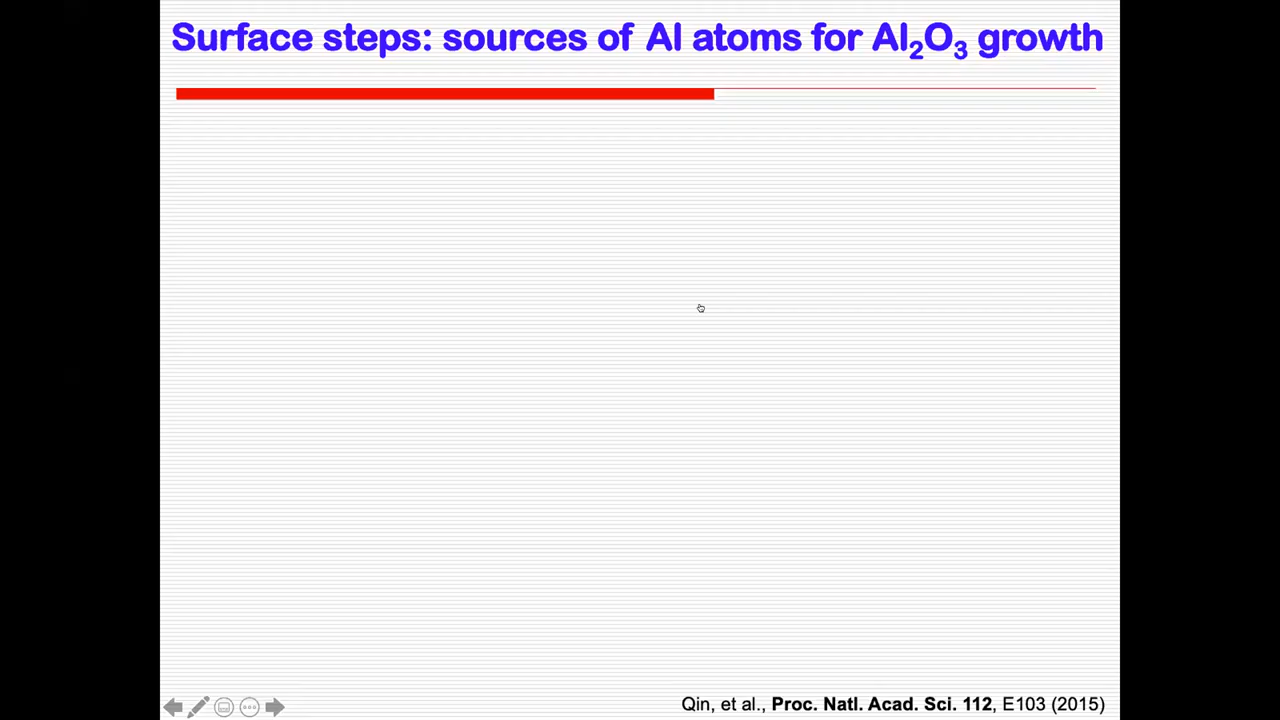 Surface steps: sources of Al atoms for Al₂O₃ growth
Qin, et al., Proc. Natl. Acad. Sci. 112, E103 (2015)